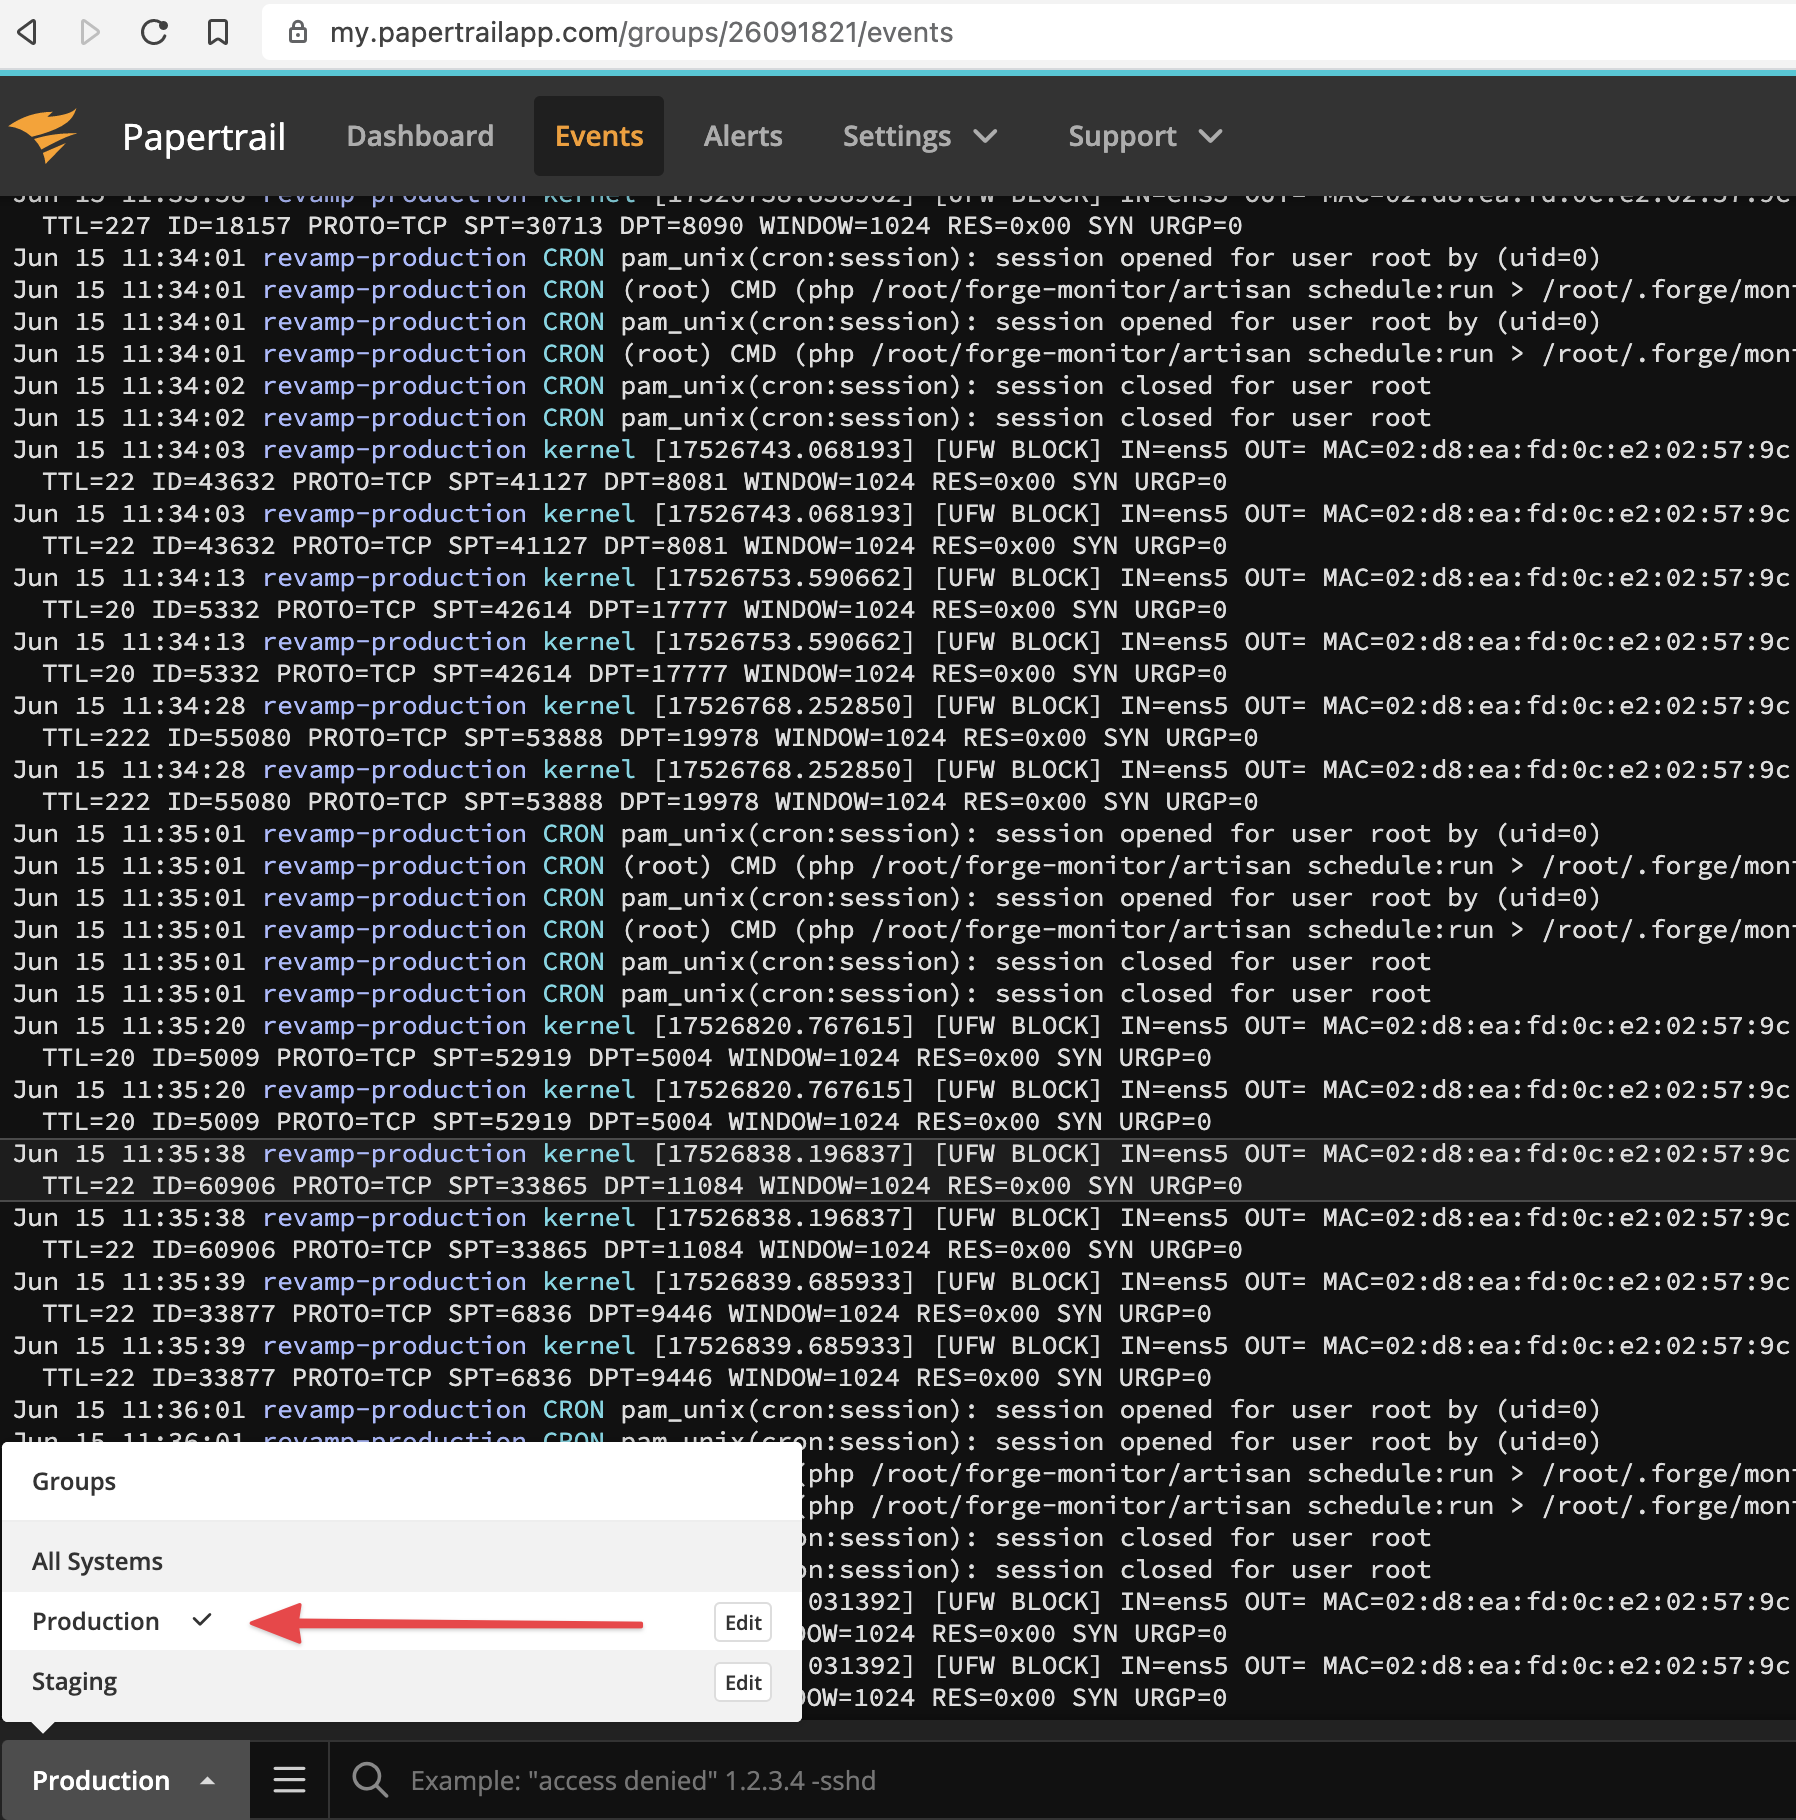 my.papertrailapp.com/groups/26091821/events
Papertrail Dashboard Events Alerts Settings Support
Jun 15 11:33:58 revamp-production kernel [17526738.838962] [UFW BLOCK] IN=ens5 OUT= MAC=02:d8:ea:fd:0c:e2:02:57:9c
TTL=227 ID=18157 PROTO=TCP SPT=30713 DPT=8090 WINDOW=1024 RES=0x00 SYN URGP=0
Jun 15 11:34:01 revamp-production CRON pam_unix(cron:session): session opened for user root by (uid=0)
Jun 15 11:34:01 revamp-production CRON (root) CMD (php /root/forge-monitor/artisan schedule:run > /root/.forge/mon
Jun 15 11:34:01 revamp-production CRON pam_unix(cron:session): session opened for user root by (uid=0)
Jun 15 11:34:01 revamp-production CRON (root) CMD (php /root/forge-monitor/artisan schedule:run > /root/.forge/mon
Jun 15 11:34:02 revamp-production CRON pam_unix(cron:session): session closed for user root
Jun 15 11:34:02 revamp-production CRON pam_unix(cron:session): session closed for user root
Jun 15 11:34:03 revamp-production kernel [17526743.068193] [UFW BLOCK] IN=ens5 OUT= MAC=02:d8:ea:fd:0c:e2:02:57:9c
TTL=22 ID=43632 PROTO=TCP SPT=41127 DPT=8081 WINDOW=1024 RES=0x00 SYN URGP=0
Jun 15 11:34:03 revamp-production kernel [17526743.068193] [UFW BLOCK] IN=ens5 OUT= MAC=02:d8:ea:fd:0c:e2:02:57:9c
TTL=22 ID=43632 PROTO=TCP SPT=41127 DPT=8081 WINDOW=1024 RES=0x00 SYN URGP=0
Jun 15 11:34:13 revamp-production kernel [17526753.590662] [UFW BLOCK] IN=ens5 OUT= MAC=02:d8:ea:fd:0c:e2:02:57:9c
TTL=20 ID=5332 PROTO=TCP SPT=42614 DPT=17777 WINDOW=1024 RES=0x00 SYN URGP=0
Jun 15 11:34:13 revamp-production kernel [17526753.590662] [UFW BLOCK] IN=ens5 OUT= MAC=02:d8:ea:fd:0c:e2:02:57:9c
TTL=20 ID=5332 PROTO=TCP SPT=42614 DPT=17777 WINDOW=1024 RES=0x00 SYN URGP=0
Jun 15 11:34:28 revamp-production kernel [17526768.252850] [UFW BLOCK] IN=ens5 OUT= MAC=02:d8:ea:fd:0c:e2:02:57:9c
TTL=222 ID=55080 PROTO=TCP SPT=53888 DPT=19978 WINDOW=1024 RES=0x00 SYN URGP=0
Jun 15 11:34:28 revamp-production kernel [17526768.252850] [UFW BLOCK] IN=ens5 OUT= MAC=02:d8:ea:fd:0c:e2:02:57:9c
TTL=222 ID=55080 PROTO=TCP SPT=53888 DPT=19978 WINDOW=1024 RES=0x00 SYN URGP=0
Jun 15 11:35:01 revamp-production CRON pam_unix(cron:session): session opened for user root by (uid=0)
Jun 15 11:35:01 revamp-production CRON (root) CMD (php /root/forge-monitor/artisan schedule:run > /root/.forge/mon
Jun 15 11:35:01 revamp-production CRON pam_unix(cron:session): session opened for user root by (uid=0)
Jun 15 11:35:01 revamp-production CRON (root) CMD (php /root/forge-monitor/artisan schedule:run > /root/.forge/mon
Jun 15 11:35:01 revamp-production CRON pam_unix(cron:session): session closed for user root
Jun 15 11:35:01 revamp-production CRON pam_unix(cron:session): session closed for user root
Jun 15 11:35:20 revamp-production kernel [17526820.767615] [UFW BLOCK] IN=ens5 OUT= MAC=02:d8:ea:fd:0c:e2:02:57:9c
TTL=20 ID=5009 PROTO=TCP SPT=52919 DPT=5004 WINDOW=1024 RES=0x00 SYN URGP=0
Jun 15 11:35:20 revamp-production kernel [17526820.767615] [UFW BLOCK] IN=ens5 OUT= MAC=02:d8:ea:fd:0c:e2:02:57:9c
TTL=20 ID=5009 PROTO=TCP SPT=52919 DPT=5004 WINDOW=1024 RES=0x00 SYN URGP=0
Jun 15 11:35:38 revamp-production kernel [17526838.196837] [UFW BLOCK] IN=ens5 OUT= MAC=02:d8:ea:fd:0c:e2:02:57:9c
TTL=22 ID=60906 PROTO=TCP SPT=33865 DPT=11084 WINDOW=1024 RES=0x00 SYN URGP=0
Jun 15 11:35:38 revamp-production kernel [17526838.196837] [UFW BLOCK] IN=ens5 OUT= MAC=02:d8:ea:fd:0c:e2:02:57:9c
TTL=22 ID=60906 PROTO=TCP SPT=33865 DPT=11084 WINDOW=1024 RES=0x00 SYN URGP=0
Jun 15 11:35:39 revamp-production kernel [17526839.685933] [UFW BLOCK] IN=ens5 OUT= MAC=02:d8:ea:fd:0c:e2:02:57:9c
TTL=22 ID=33877 PROTO=TCP SPT=6836 DPT=9446 WINDOW=1024 RES=0x00 SYN URGP=0
Jun 15 11:35:39 revamp-production kernel [17526839.685933] [UFW BLOCK] IN=ens5 OUT= MAC=02:d8:ea:fd:0c:e2:02:57:9c
TTL=22 ID=33877 PROTO=TCP SPT=6836 DPT=9446 WINDOW=1024 RES=0x00 SYN URGP=0
Jun 15 11:36:01 revamp-production CRON pam_unix(cron:session): session opened for user root by (uid=0)
Jun 15 11:36:01 revamp-production CRON pam_unix(cron:session): session opened for user root by (uid=0)
(php /root/forge-monitor/artisan schedule:run > /root/.forge/mon
(php /root/forge-monitor/artisan schedule:run > /root/.forge/mon
on:session): session closed for user root
on:session): session closed for user root
031392] [UFW BLOCK] IN=ens5 OUT= MAC=02:d8:ea:fd:0c:e2:02:57:9c
OW=1024 RES=0x00 SYN URGP=0
031392] [UFW BLOCK] IN=ens5 OUT= MAC=02:d8:ea:fd:0c:e2:02:57:9c
OW=1024 RES=0x00 SYN URGP=0
Groups
All Systems
Production Edit
Staging Edit
Production Example: "access denied" 1.2.3.4 -sshd